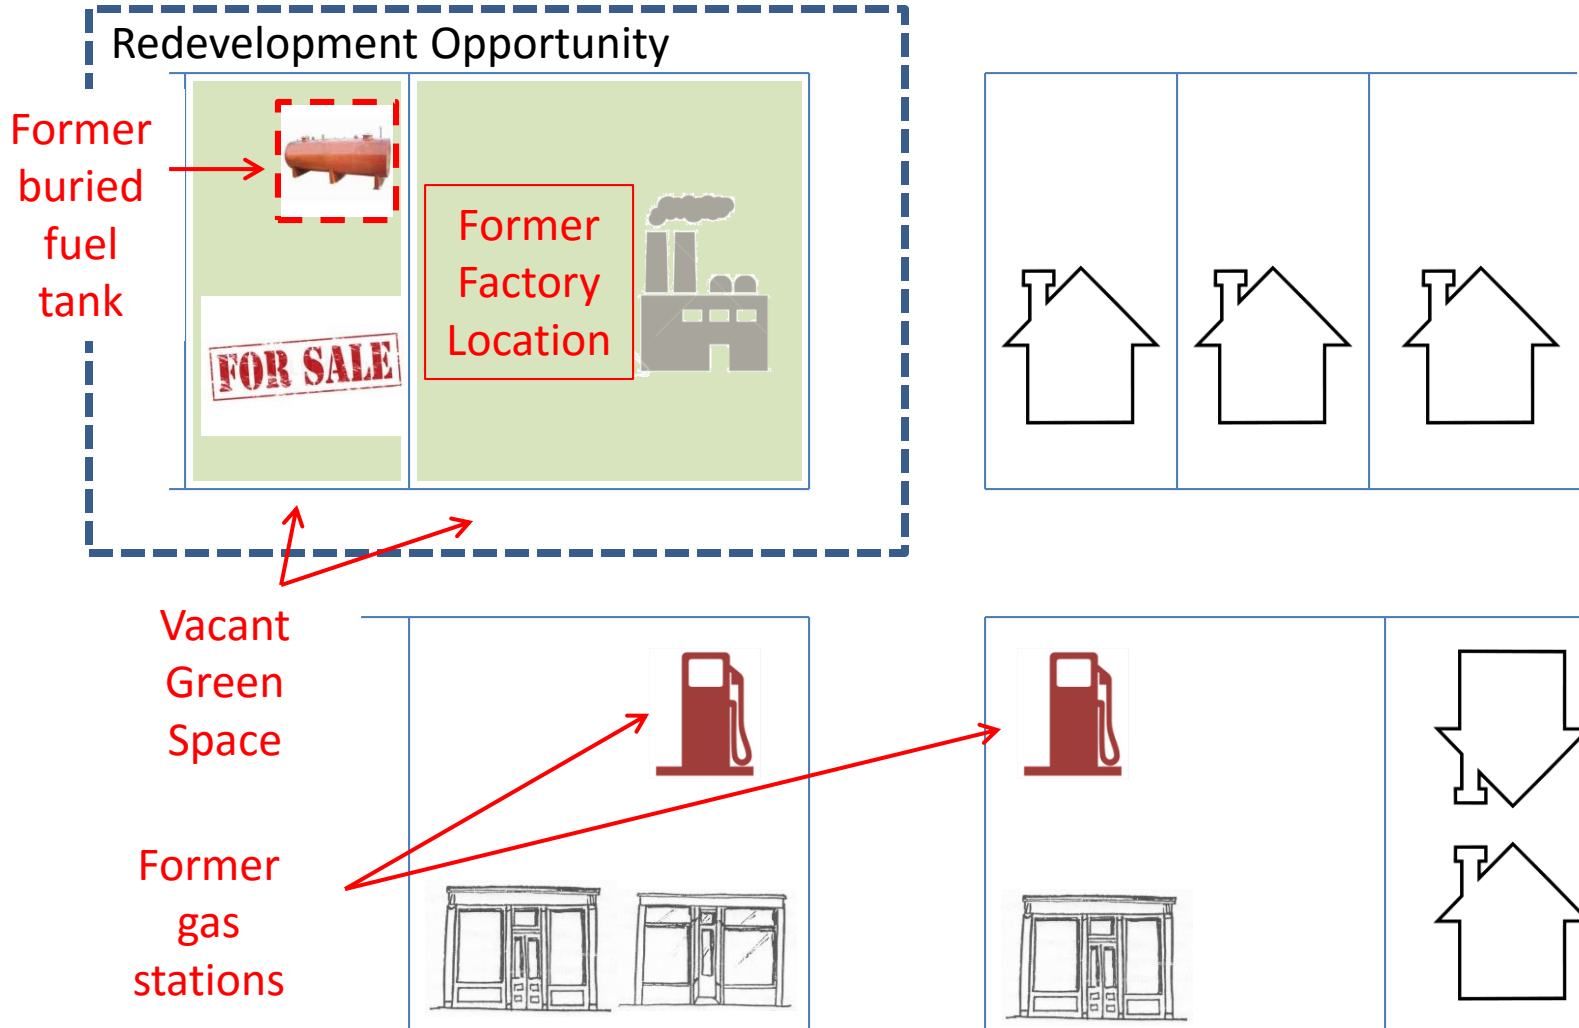 Redevelopment Opportunity
Former
buried
fuel
tank
Former
Factory
Location
FOR SALE
Vacant
Green
Space
Former
gas
stations